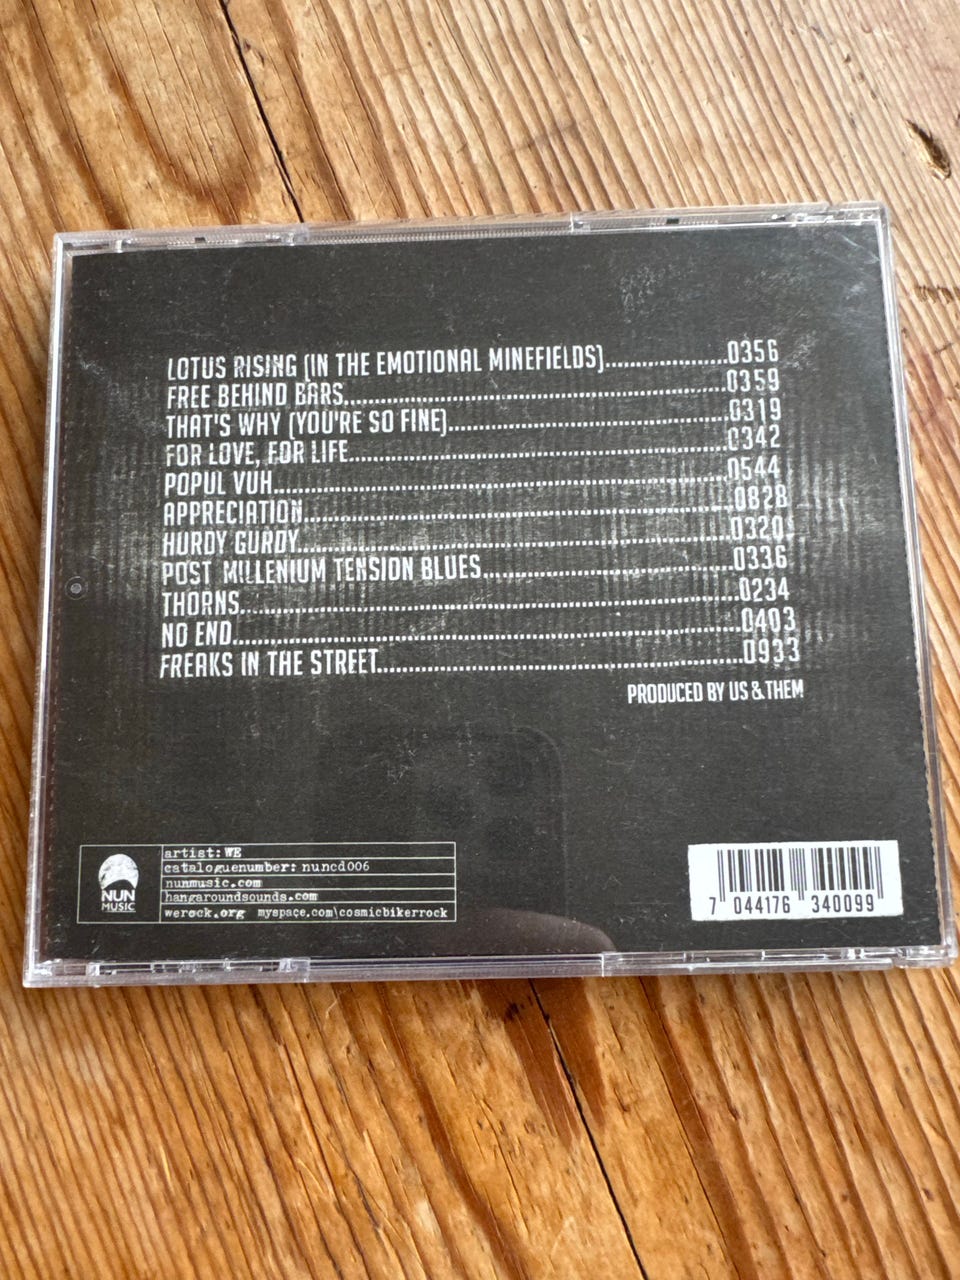 LOTUS RISING (IN THE EMOTIONAL MINEFIELDS)....................0356
FREE BEHIND BARS....................0359
THAT'S WHY (YOU'RE SO FINE)....................0319
FOR LOVE, FOR LIFE....................0342
POPUL VUH....................0544
APPRECIATION....................0828
HURDY GURDY....................0320
POST MILLENIUM TENSION BLUES....................0336
THORNS....................0234
NO END....................0403
FREAKS IN THE STREET....................0933
PRODUCED BY US & THEM
NUN
MUSIC
artist: WE
cataloguenumber: nuncd006
nunmusic.com
hangaroundsounds.com
werock.org myspace.com\cosmicbikerrock
7 044176 340099